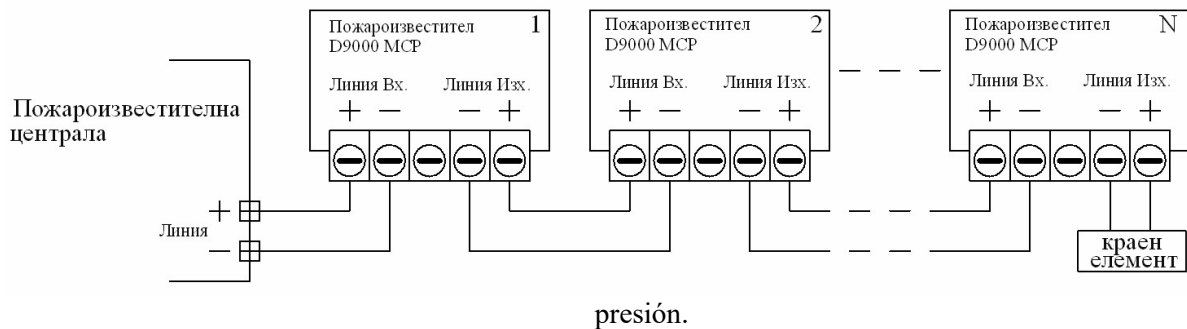 Пожароизвестител 1
D9000 MCP
Линия Вх. Линия Изх.
+ — — +
Пожароизвестител 2
D9000 MCP
Линия Вх. Линия Изх.
+ — — +
Пожароизвестител N
D9000 MCP
Линия Вх. Линия Изх.
+ — — +
Пожароизвестителна
централа
+
Линия
—
краен
елемент
presión.